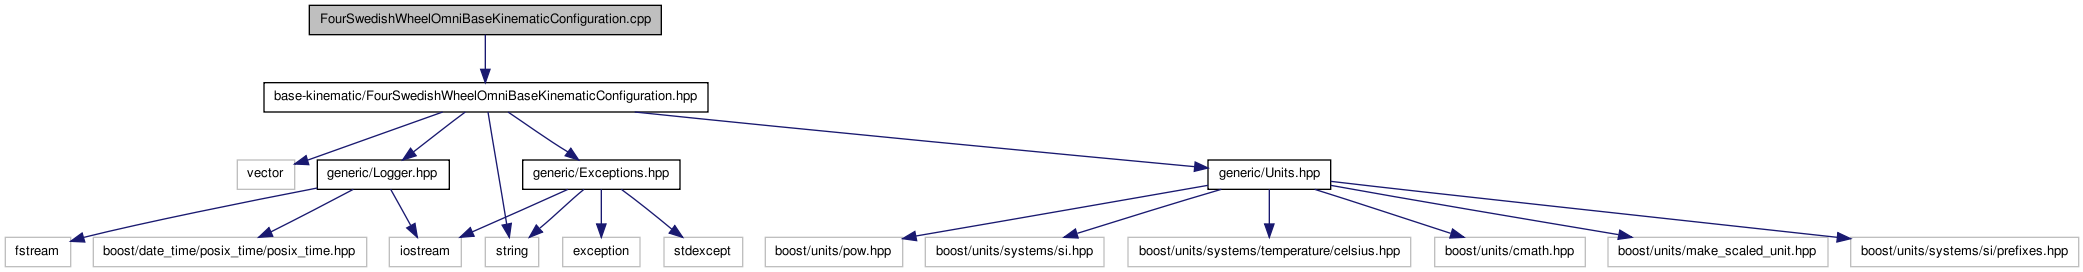 FourSwedishWheelOmniBaseKinematicConfiguration.cpp
base-kinematic/FourSwedishWheelOmniBaseKinematicConfiguration.hpp
vector
generic/Logger.hpp
generic/Exceptions.hpp
generic/Units.hpp
fstream
boost/date_time/posix_time/posix_time.hpp
iostream
string
exception
stdexcept
boost/units/pow.hpp
boost/units/systems/si.hpp
boost/units/systems/temperature/celsius.hpp
boost/units/cmath.hpp
boost/units/make_scaled_unit.hpp
boost/units/systems/si/prefixes.hpp